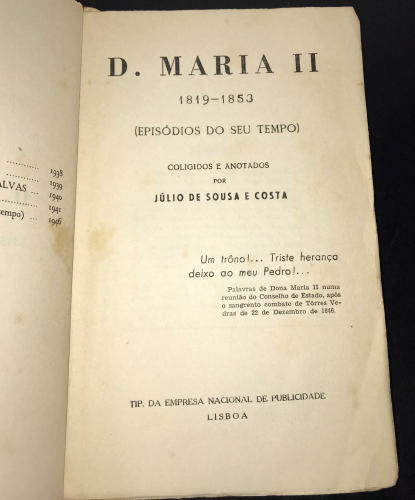 1938
1939
ALVAS ... 1940
1941
tempo) ... 1946
D. MARIA II
1819-1853
(EPISÓDIOS DO SEU TEMPO)
COLIGIDOS E ANOTADOS
POR
JÚLIO DE SOUSA E COSTA
Um trôno!... Triste herança
deixo ao meu Pedro!...
Palavras de Dona Maria II numa
reunião do Conselho de Estado, após
o sangrento combate de Tôrres Ve-
dras de 22 de Dezembro de 1846.
TIP. DA EMPRESA NACIONAL DE PUBLICIDADE
LISBOA